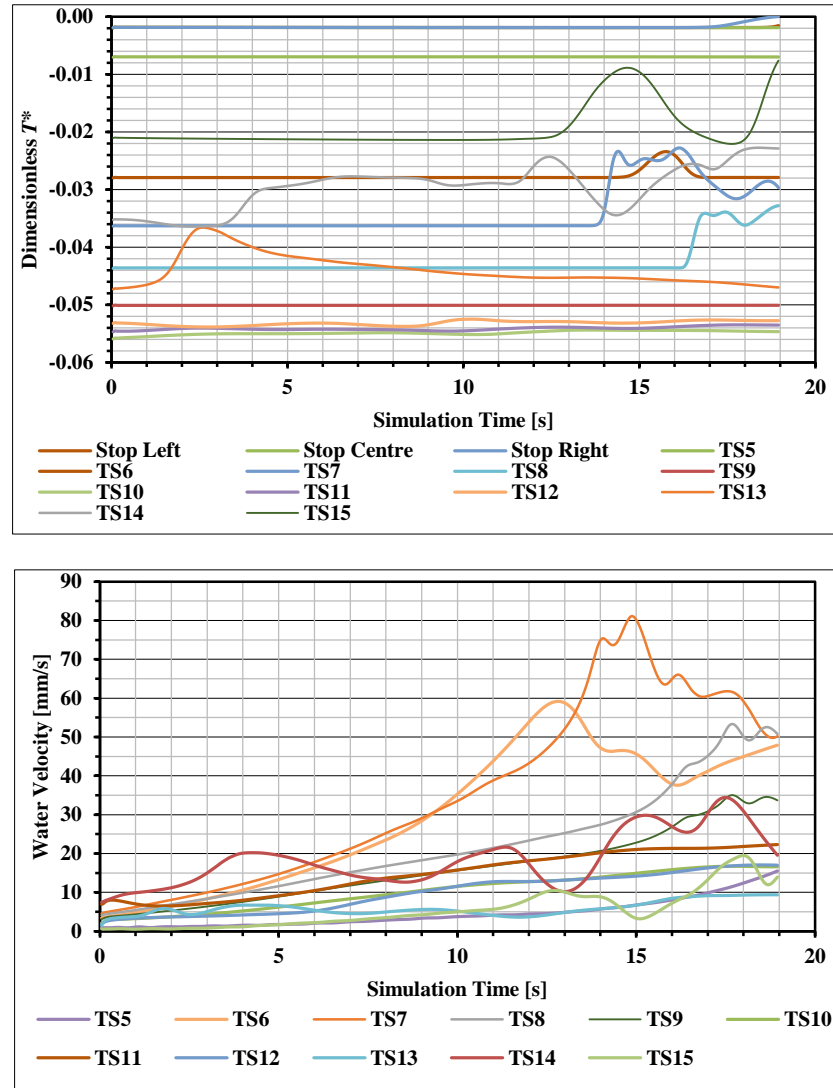 0.00
-0.01
-0.02
-0.03
-0.04
-0.05
-0.06
Dimensionless T*
0 5 10 15 20
Simulation Time [s]
Stop Left Stop Centre Stop Right TS5
TS6 TS7 TS8 TS9
TS10 TS11 TS12 TS13
TS14 TS15
90
80
70
60
50
40
30
20
10
0
Water Velocity [mm/s]
0 5 10 15 20
Simulation Time [s]
TS5 TS6 TS7 TS8 TS9 TS10
TS11 TS12 TS13 TS14 TS15